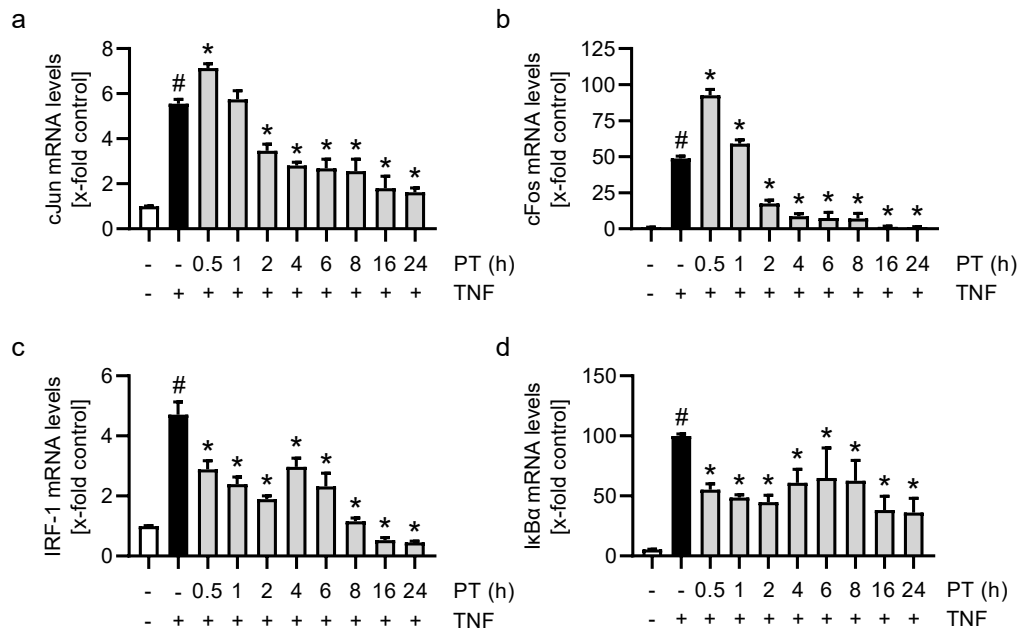 a
cJun mRNA levels
[x-fold control]
8
6
4
2
0
#
*
*
*
*
*
*
*
- - 0.5 1 2 4 6 8 16 24 PT (h)
- + + + + + + + + + TNF
b
cFos mRNA levels
[x-fold control]
125
100
75
50
25
0
#
*
*
*
*
*
*
*
*
- - 0.5 1 2 4 6 8 16 24 PT (h)
- + + + + + + + + + TNF
c
IRF-1 mRNA levels
[x-fold control]
6
4
2
0
#
*
*
*
*
*
*
*
*
- - 0.5 1 2 4 6 8 16 24 PT (h)
- + + + + + + + + + TNF
d
IκBα mRNA levels
[x-fold control]
150
100
50
0
#
*
*
*
*
*
*
*
*
- - 0.5 1 2 4 6 8 16 24 PT (h)
- + + + + + + + + + TNF